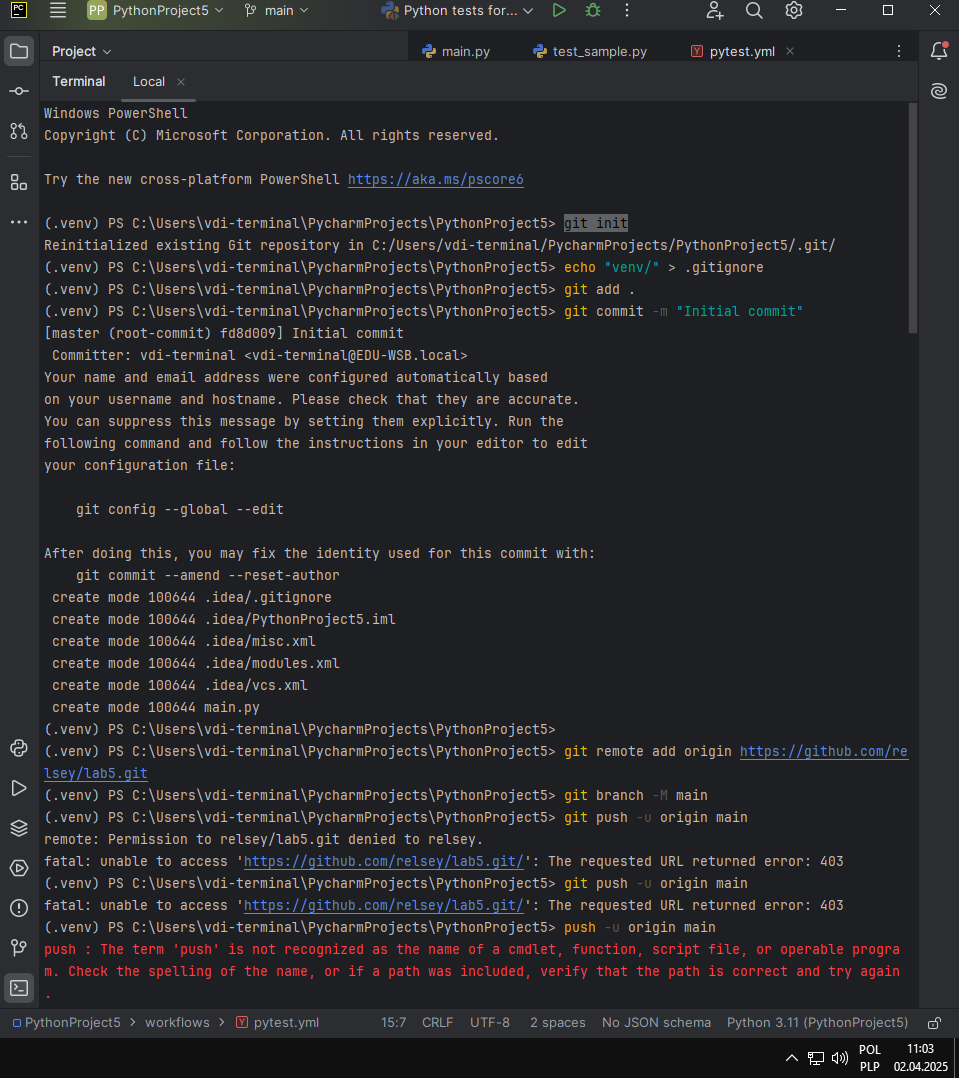 PC
PP PythonProject5 main Python tests for...
Project main.py test_sample.py Y pytest.yml
Terminal Local
Windows PowerShell
Copyright (C) Microsoft Corporation. All rights reserved.
Try the new cross-platform PowerShell https://aka.ms/pscore6
(.venv) PS C:\Users\vdi-terminal\PycharmProjects\PythonProject5> git init
Reinitialized existing Git repository in C:/Users/vdi-terminal/PycharmProjects/PythonProject5/.git/
(.venv) PS C:\Users\vdi-terminal\PycharmProjects\PythonProject5> echo "venv/" > .gitignore
(.venv) PS C:\Users\vdi-terminal\PycharmProjects\PythonProject5> git add .
(.venv) PS C:\Users\vdi-terminal\PycharmProjects\PythonProject5> git commit -m "Initial commit"
[master (root-commit) fd8d009] Initial commit
Committer: vdi-terminal <vdi-terminal@EDU-WSB.local>
Your name and email address were configured automatically based
on your username and hostname. Please check that they are accurate.
You can suppress this message by setting them explicitly. Run the
following command and follow the instructions in your editor to edit
your configuration file:
git config --global --edit
After doing this, you may fix the identity used for this commit with:
git commit --amend --reset-author
create mode 100644 .idea/.gitignore
create mode 100644 .idea/PythonProject5.iml
create mode 100644 .idea/misc.xml
create mode 100644 .idea/modules.xml
create mode 100644 .idea/vcs.xml
create mode 100644 main.py
(.venv) PS C:\Users\vdi-terminal\PycharmProjects\PythonProject5>
(.venv) PS C:\Users\vdi-terminal\PycharmProjects\PythonProject5> git remote add origin https://github.com/re
lsey/lab5.git
(.venv) PS C:\Users\vdi-terminal\PycharmProjects\PythonProject5> git branch -M main
(.venv) PS C:\Users\vdi-terminal\PycharmProjects\PythonProject5> git push -u origin main
remote: Permission to relsey/lab5.git denied to relsey.
fatal: unable to access 'https://github.com/relsey/lab5.git/': The requested URL returned error: 403
(.venv) PS C:\Users\vdi-terminal\PycharmProjects\PythonProject5> git push -u origin main
fatal: unable to access 'https://github.com/relsey/lab5.git/': The requested URL returned error: 403
(.venv) PS C:\Users\vdi-terminal\PycharmProjects\PythonProject5> push -u origin main
push : The term 'push' is not recognized as the name of a cmdlet, function, script file, or operable progra
m. Check the spelling of the name, or if a path was included, verify that the path is correct and try again
.
PythonProject5 > workflows > Y pytest.yml 15:7 CRLF UTF-8 2 spaces No JSON schema Python 3.11 (PythonProject5)
POL 11:03
PLP 02.04.2025